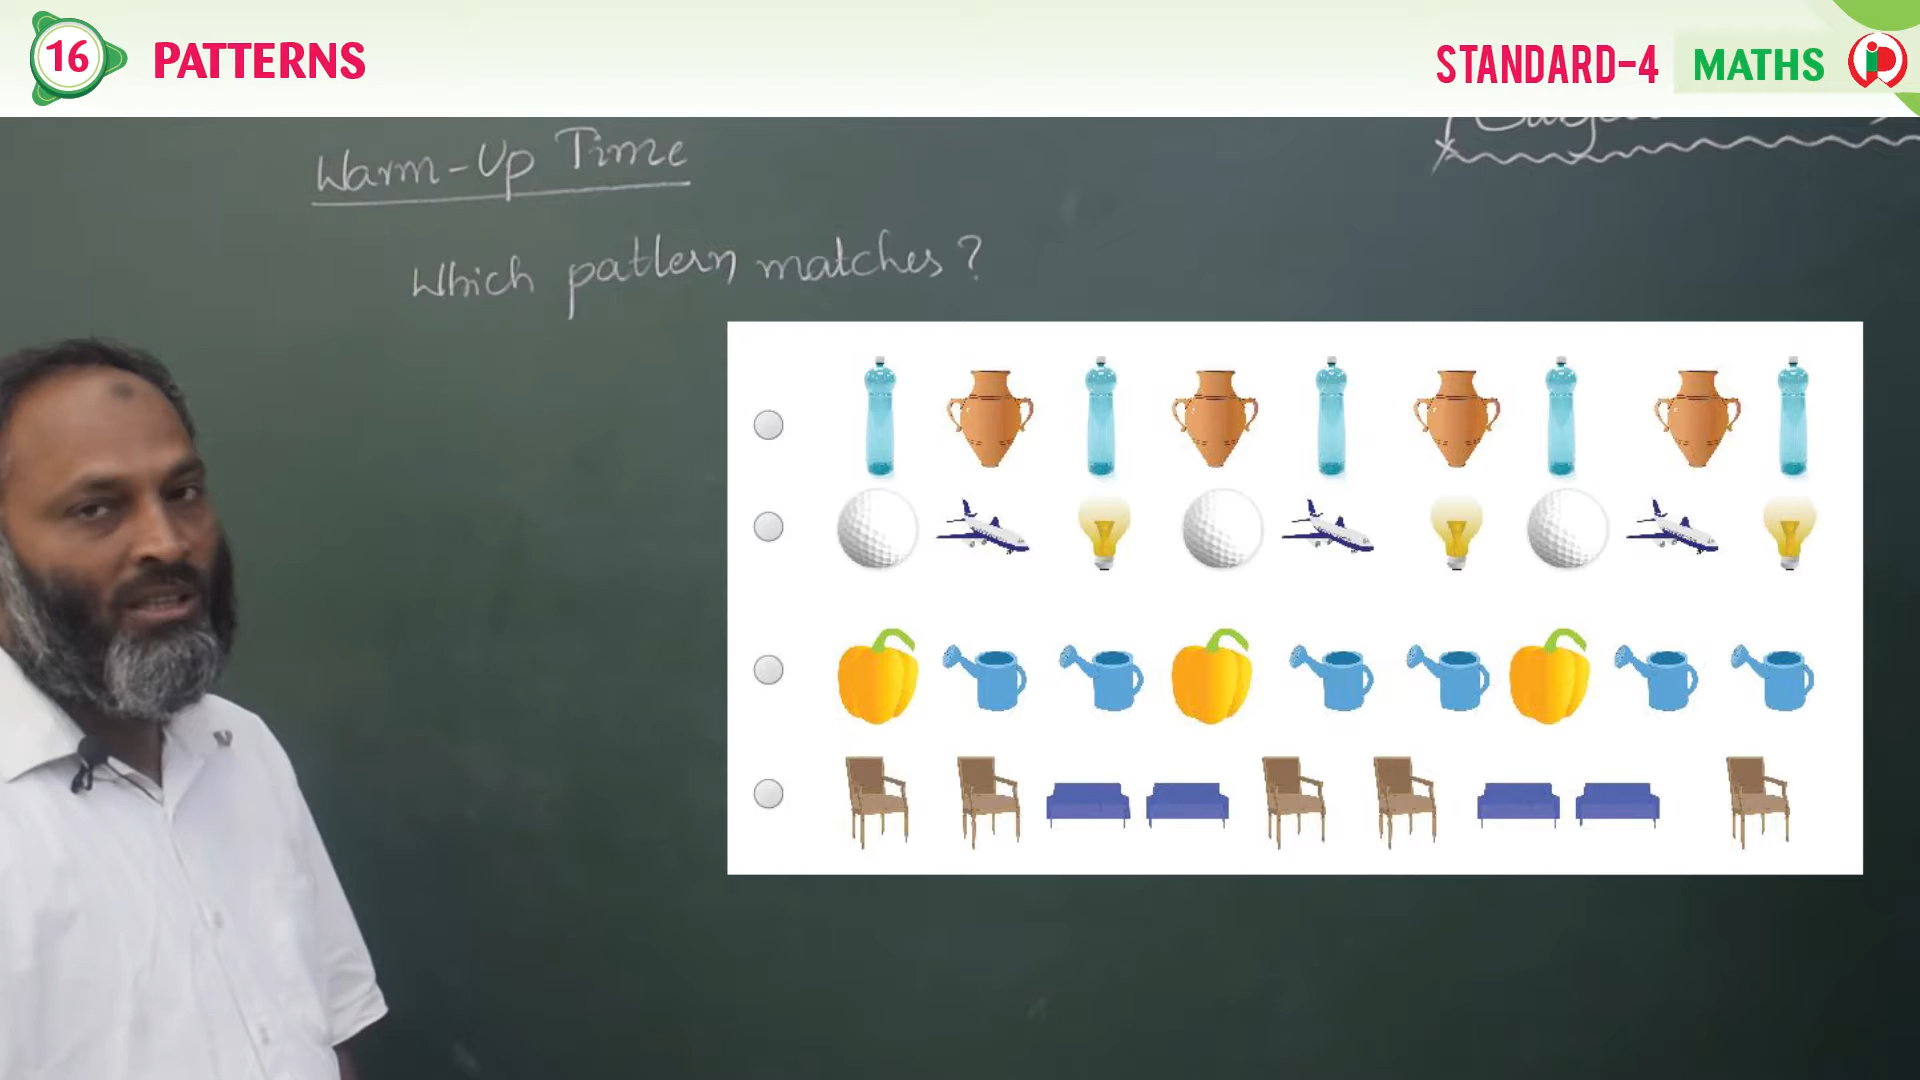 16 PATTERNS
STANDARD-4 MATHS
Warm-Up Time
Which pattern matches?